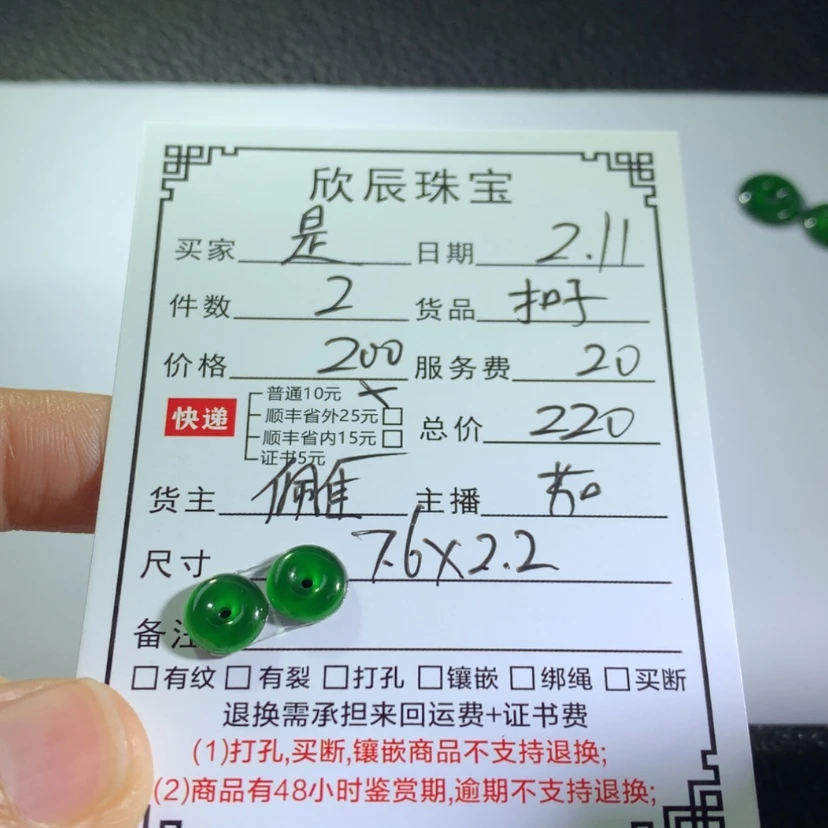 欣辰珠宝
买家 是 日期 2.11
件数 2 货品 扣子
价格 200 服务费 20
快递
普通10元
顺丰省外25元
顺丰省内15元
证书5元
总价 220
货主 主播
尺寸 7.6x2.2
备注
有纹 有裂 打孔 镶嵌 绑绳 买断
退换需承担来回运费+证书费
(1)打孔,买断,镶嵌商品不支持退换;
(2)商品有48小时鉴赏期,逾期不支持退换;